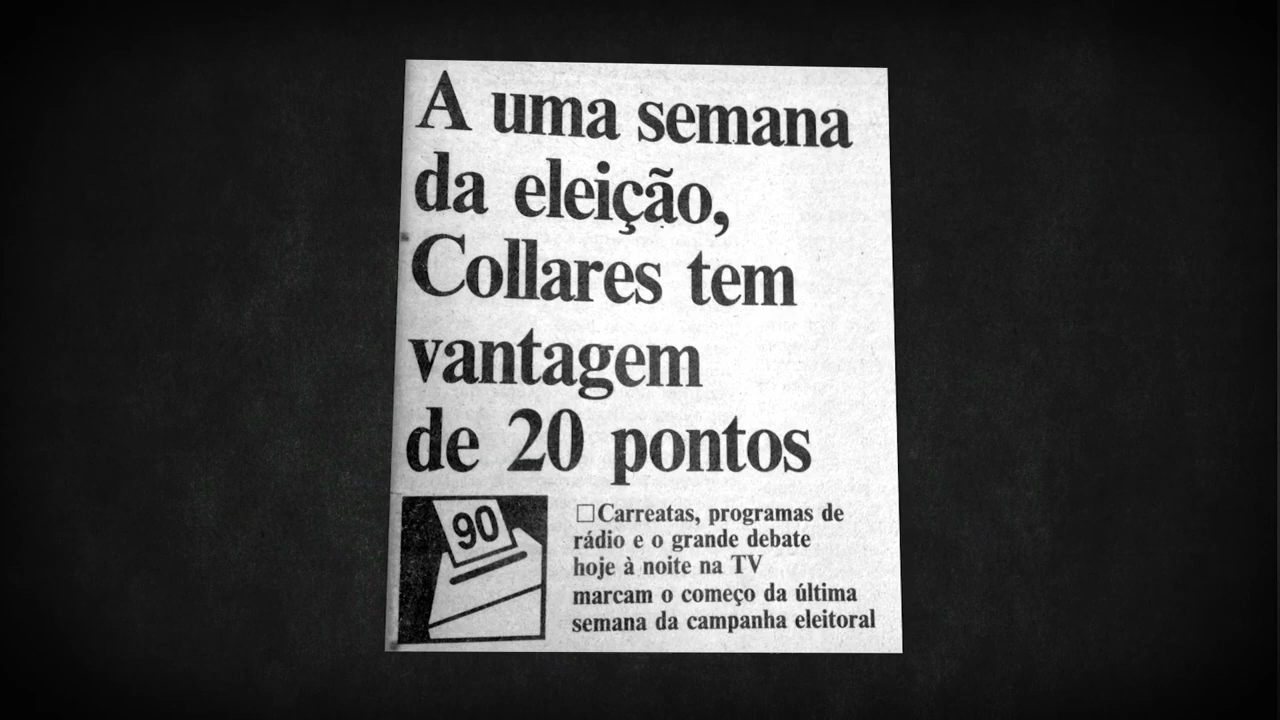 A uma semana
da eleição,
Collares tem
vantagem
de 20 pontos
90
□Carreatas, programas de
rádio e o grande debate
hoje à noite na TV
marcam o começo da última
semana da campanha eleitoral